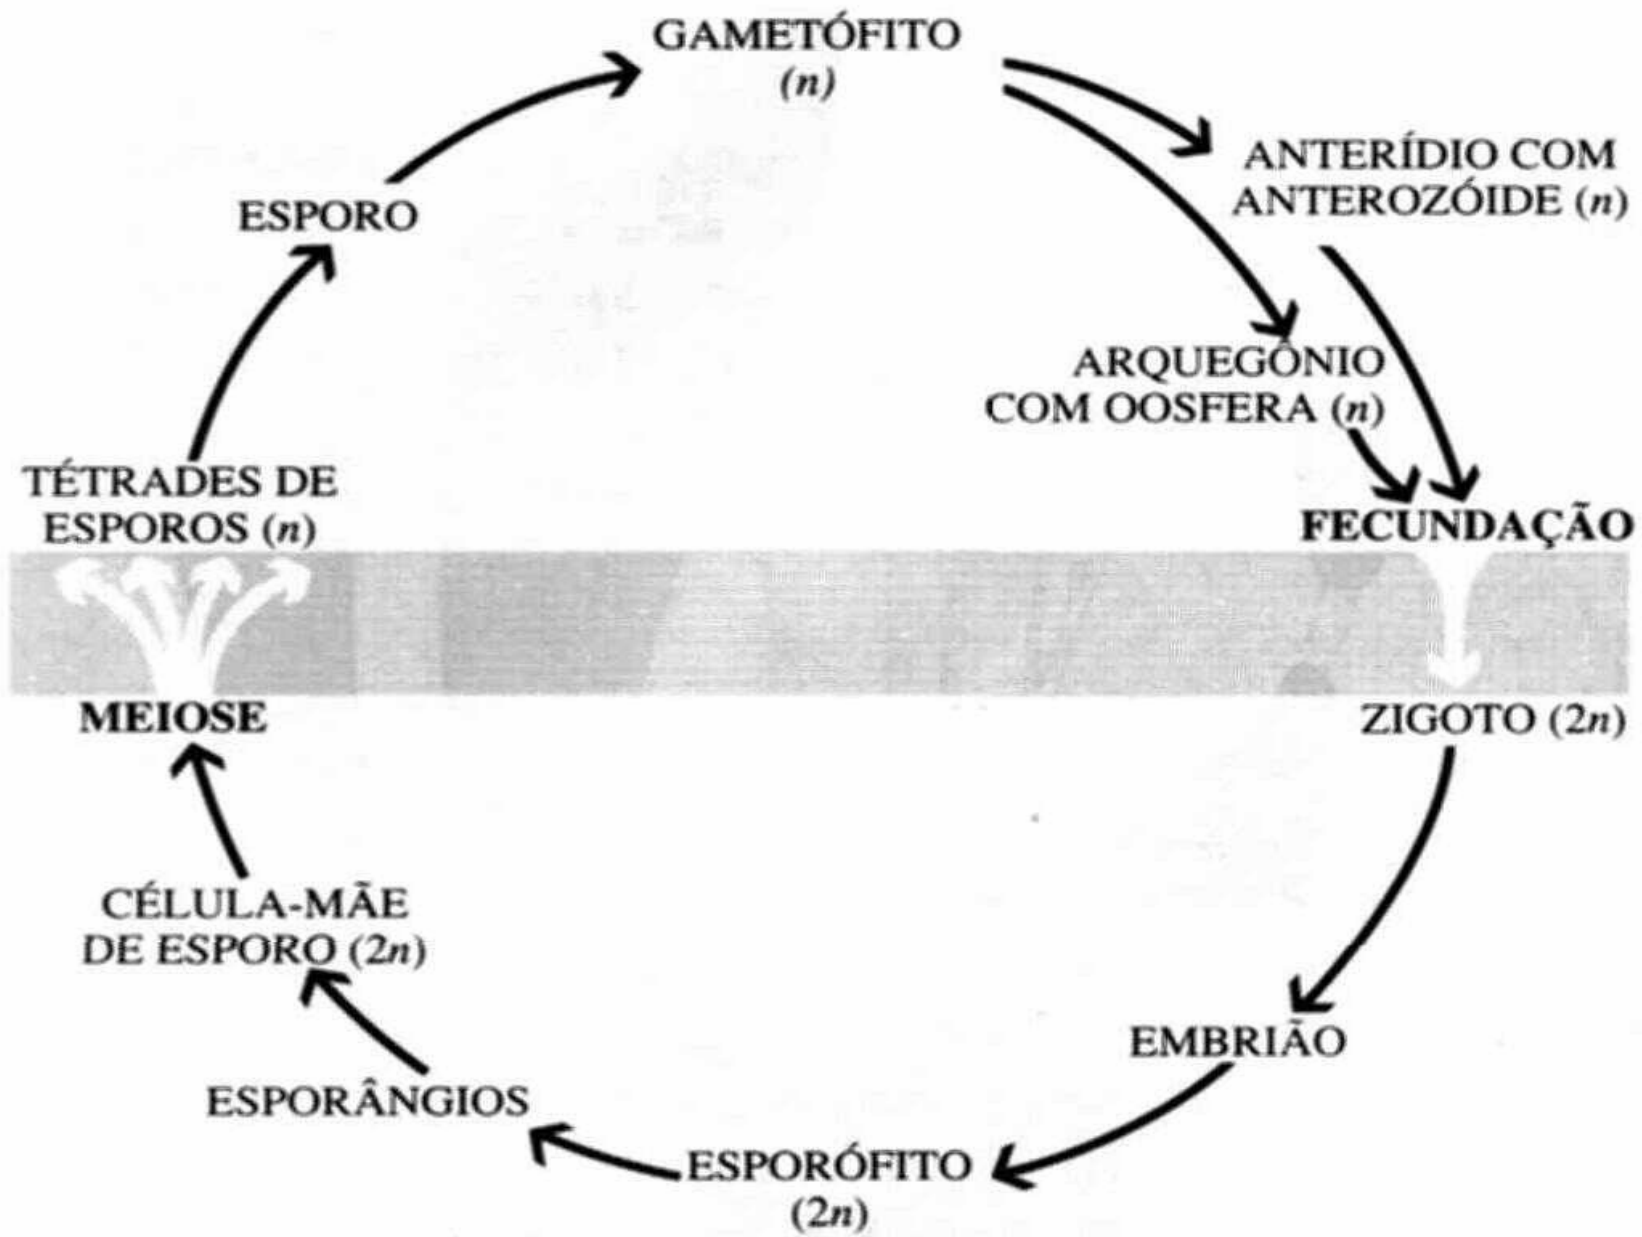 GAMETÓFITO
(n)
ANTERÍDIO COM
ANTEROZÓIDE (n)
ARQUEGÔNIO
COM OOSFERA (n)
FECUNDAÇÃO
ZIGOTO (2n)
EMBRIÃO
ESPORÓFITO
(2n)
ESPORÂNGIOS
CÉLULA-MÃE
DE ESPORO (2n)
MEIOSE
TÉTRADES DE
ESPOROS (n)
ESPORO